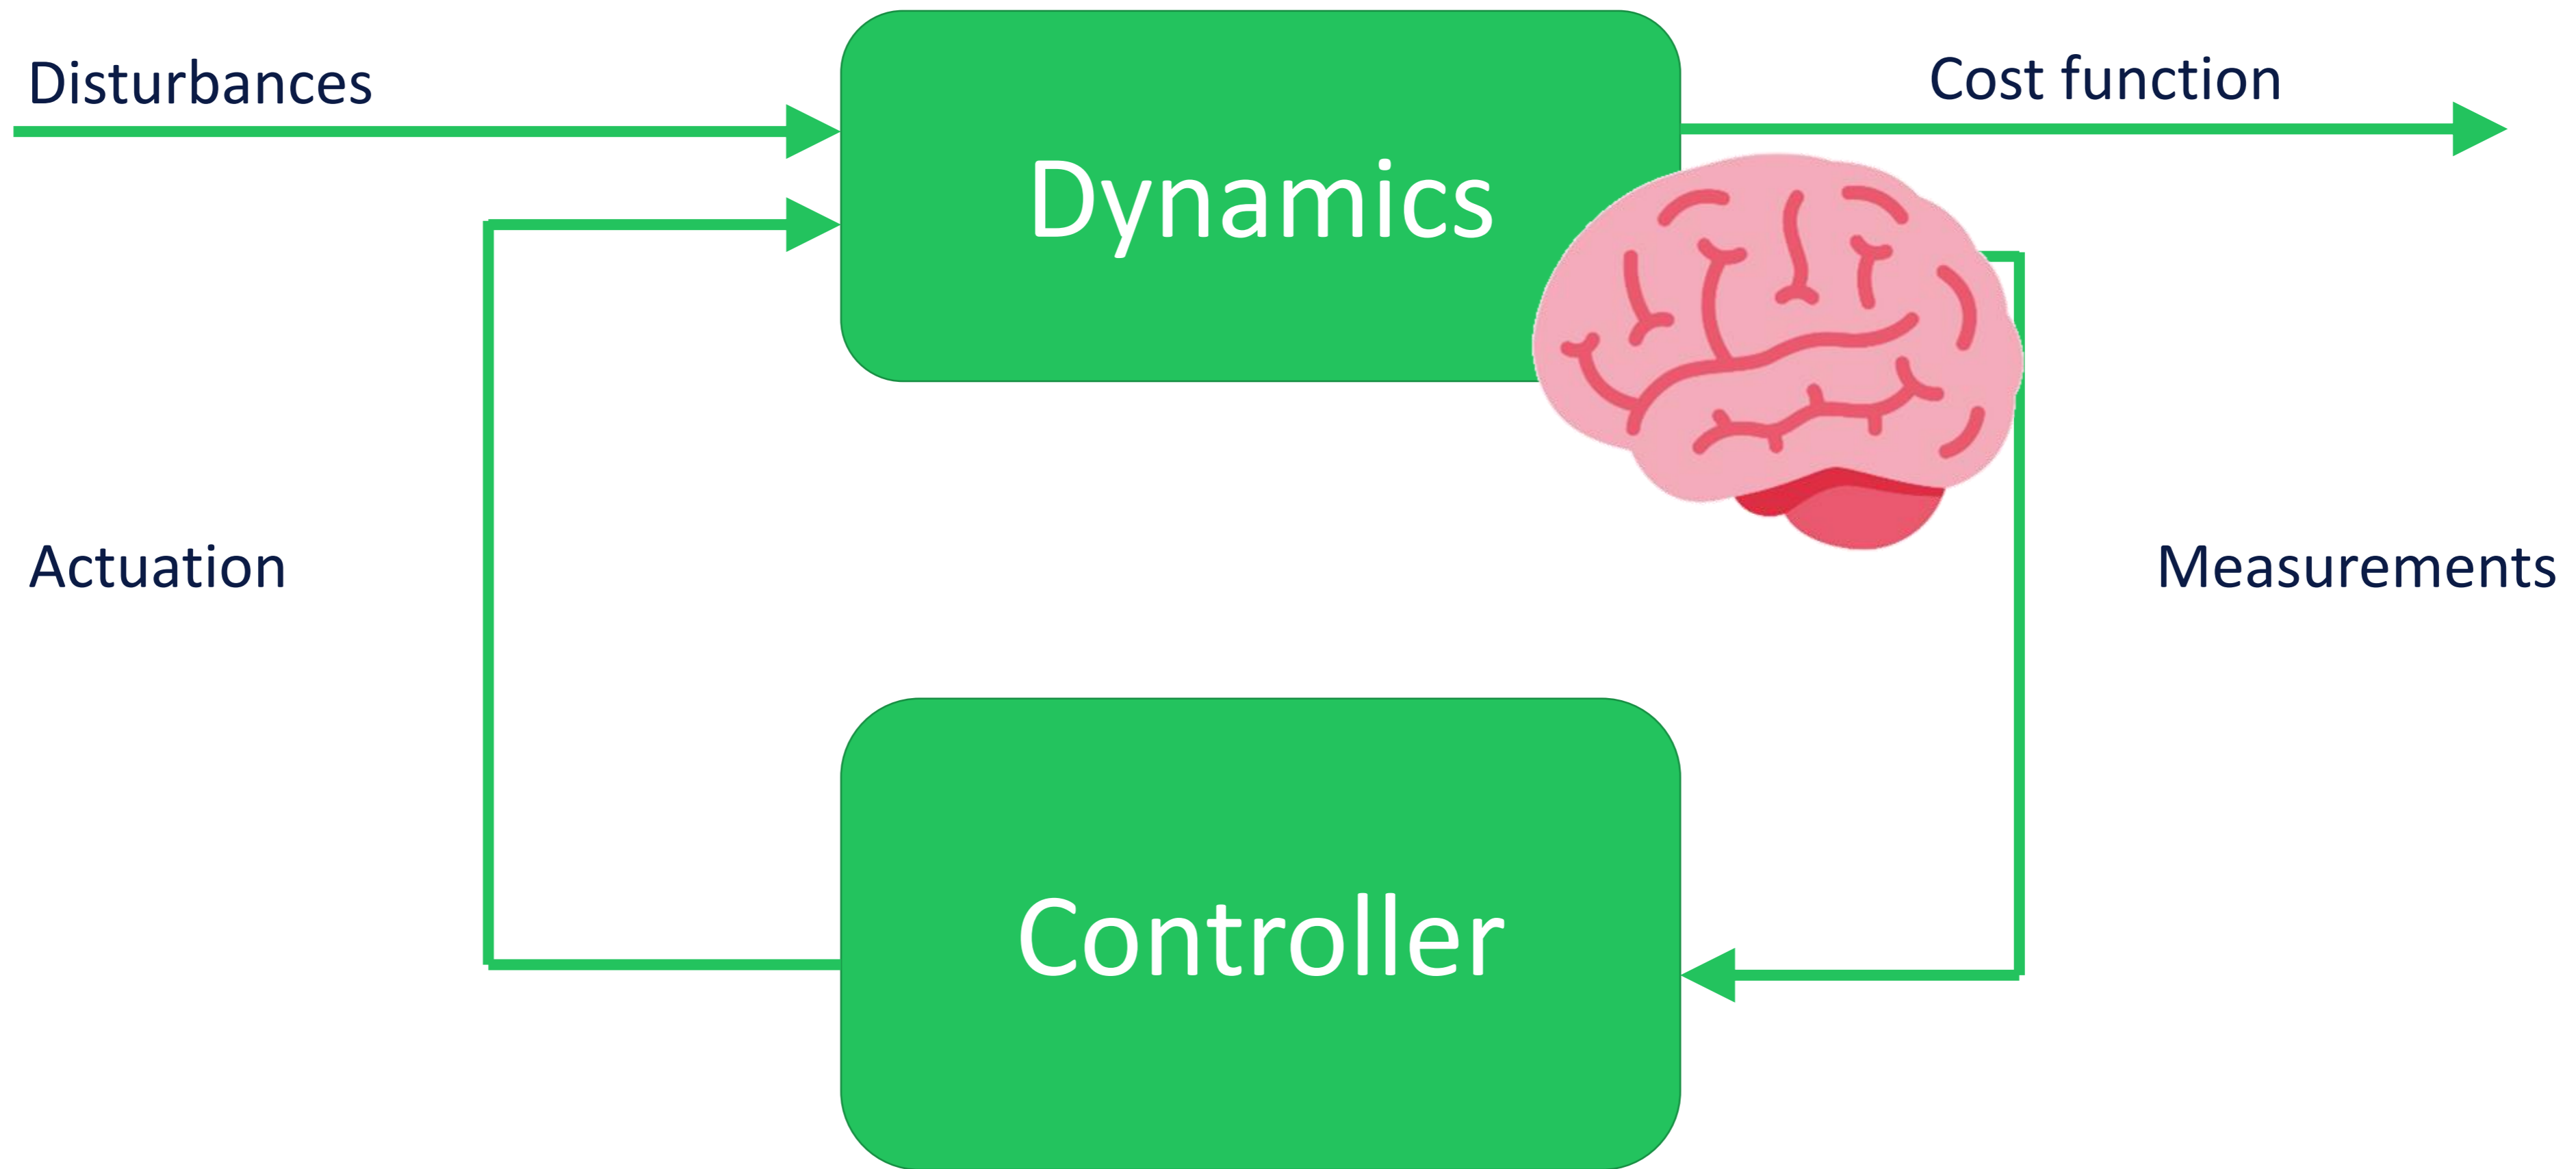 Disturbances
Cost function
Dynamics
Actuation
Measurements
Controller